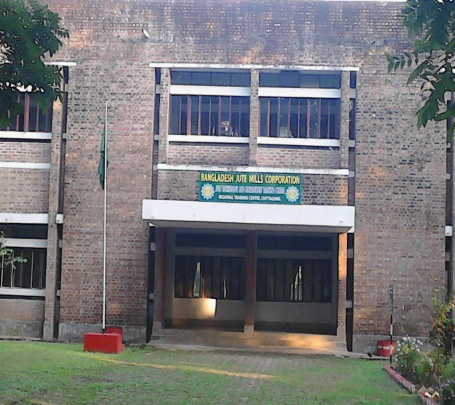 BANGLADESH JUTE MILLS CORPORATION
REGIONAL TRAINING CENTRE, CHITTAGONG.